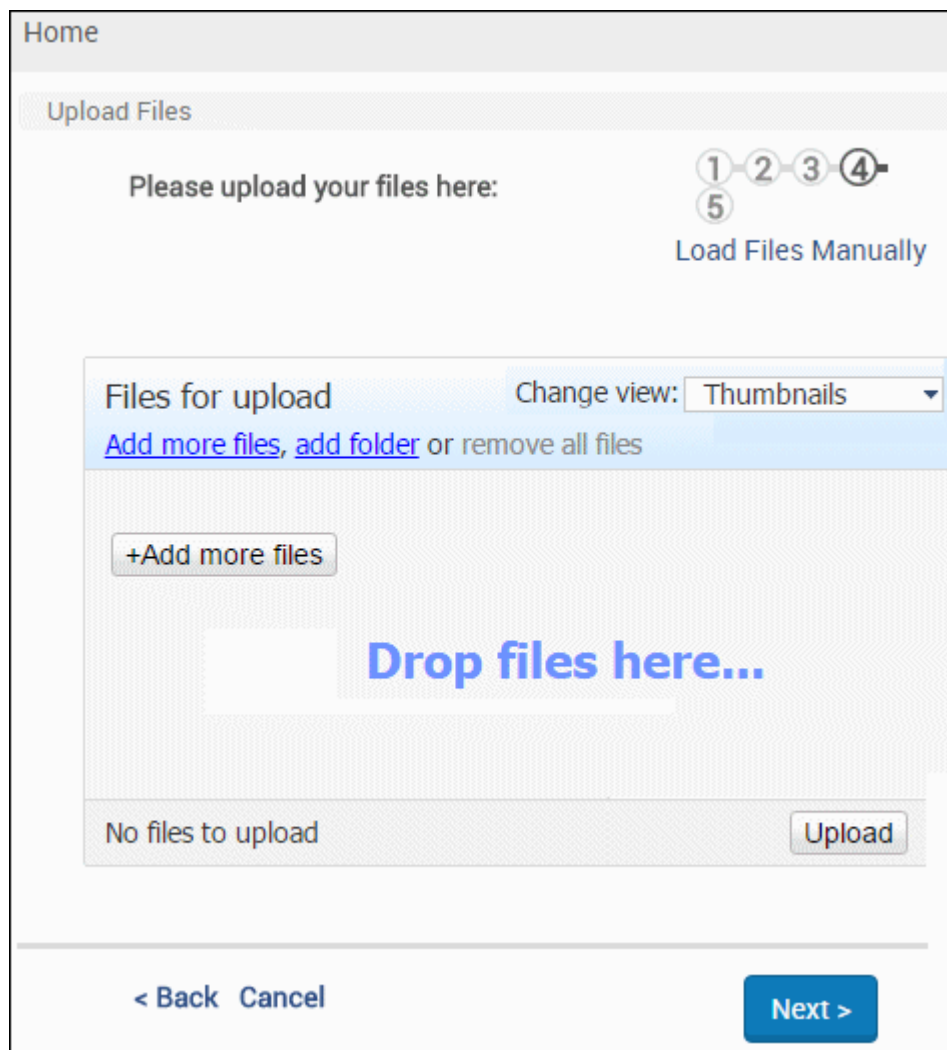 Home
Upload Files
Please upload your files here:
1 2 3 4
5
Load Files Manually
Files for upload
Change view: Thumbnails
Add more files, add folder or remove all files
+Add more files
Drop files here...
No files to upload
Upload
< Back Cancel
Next >